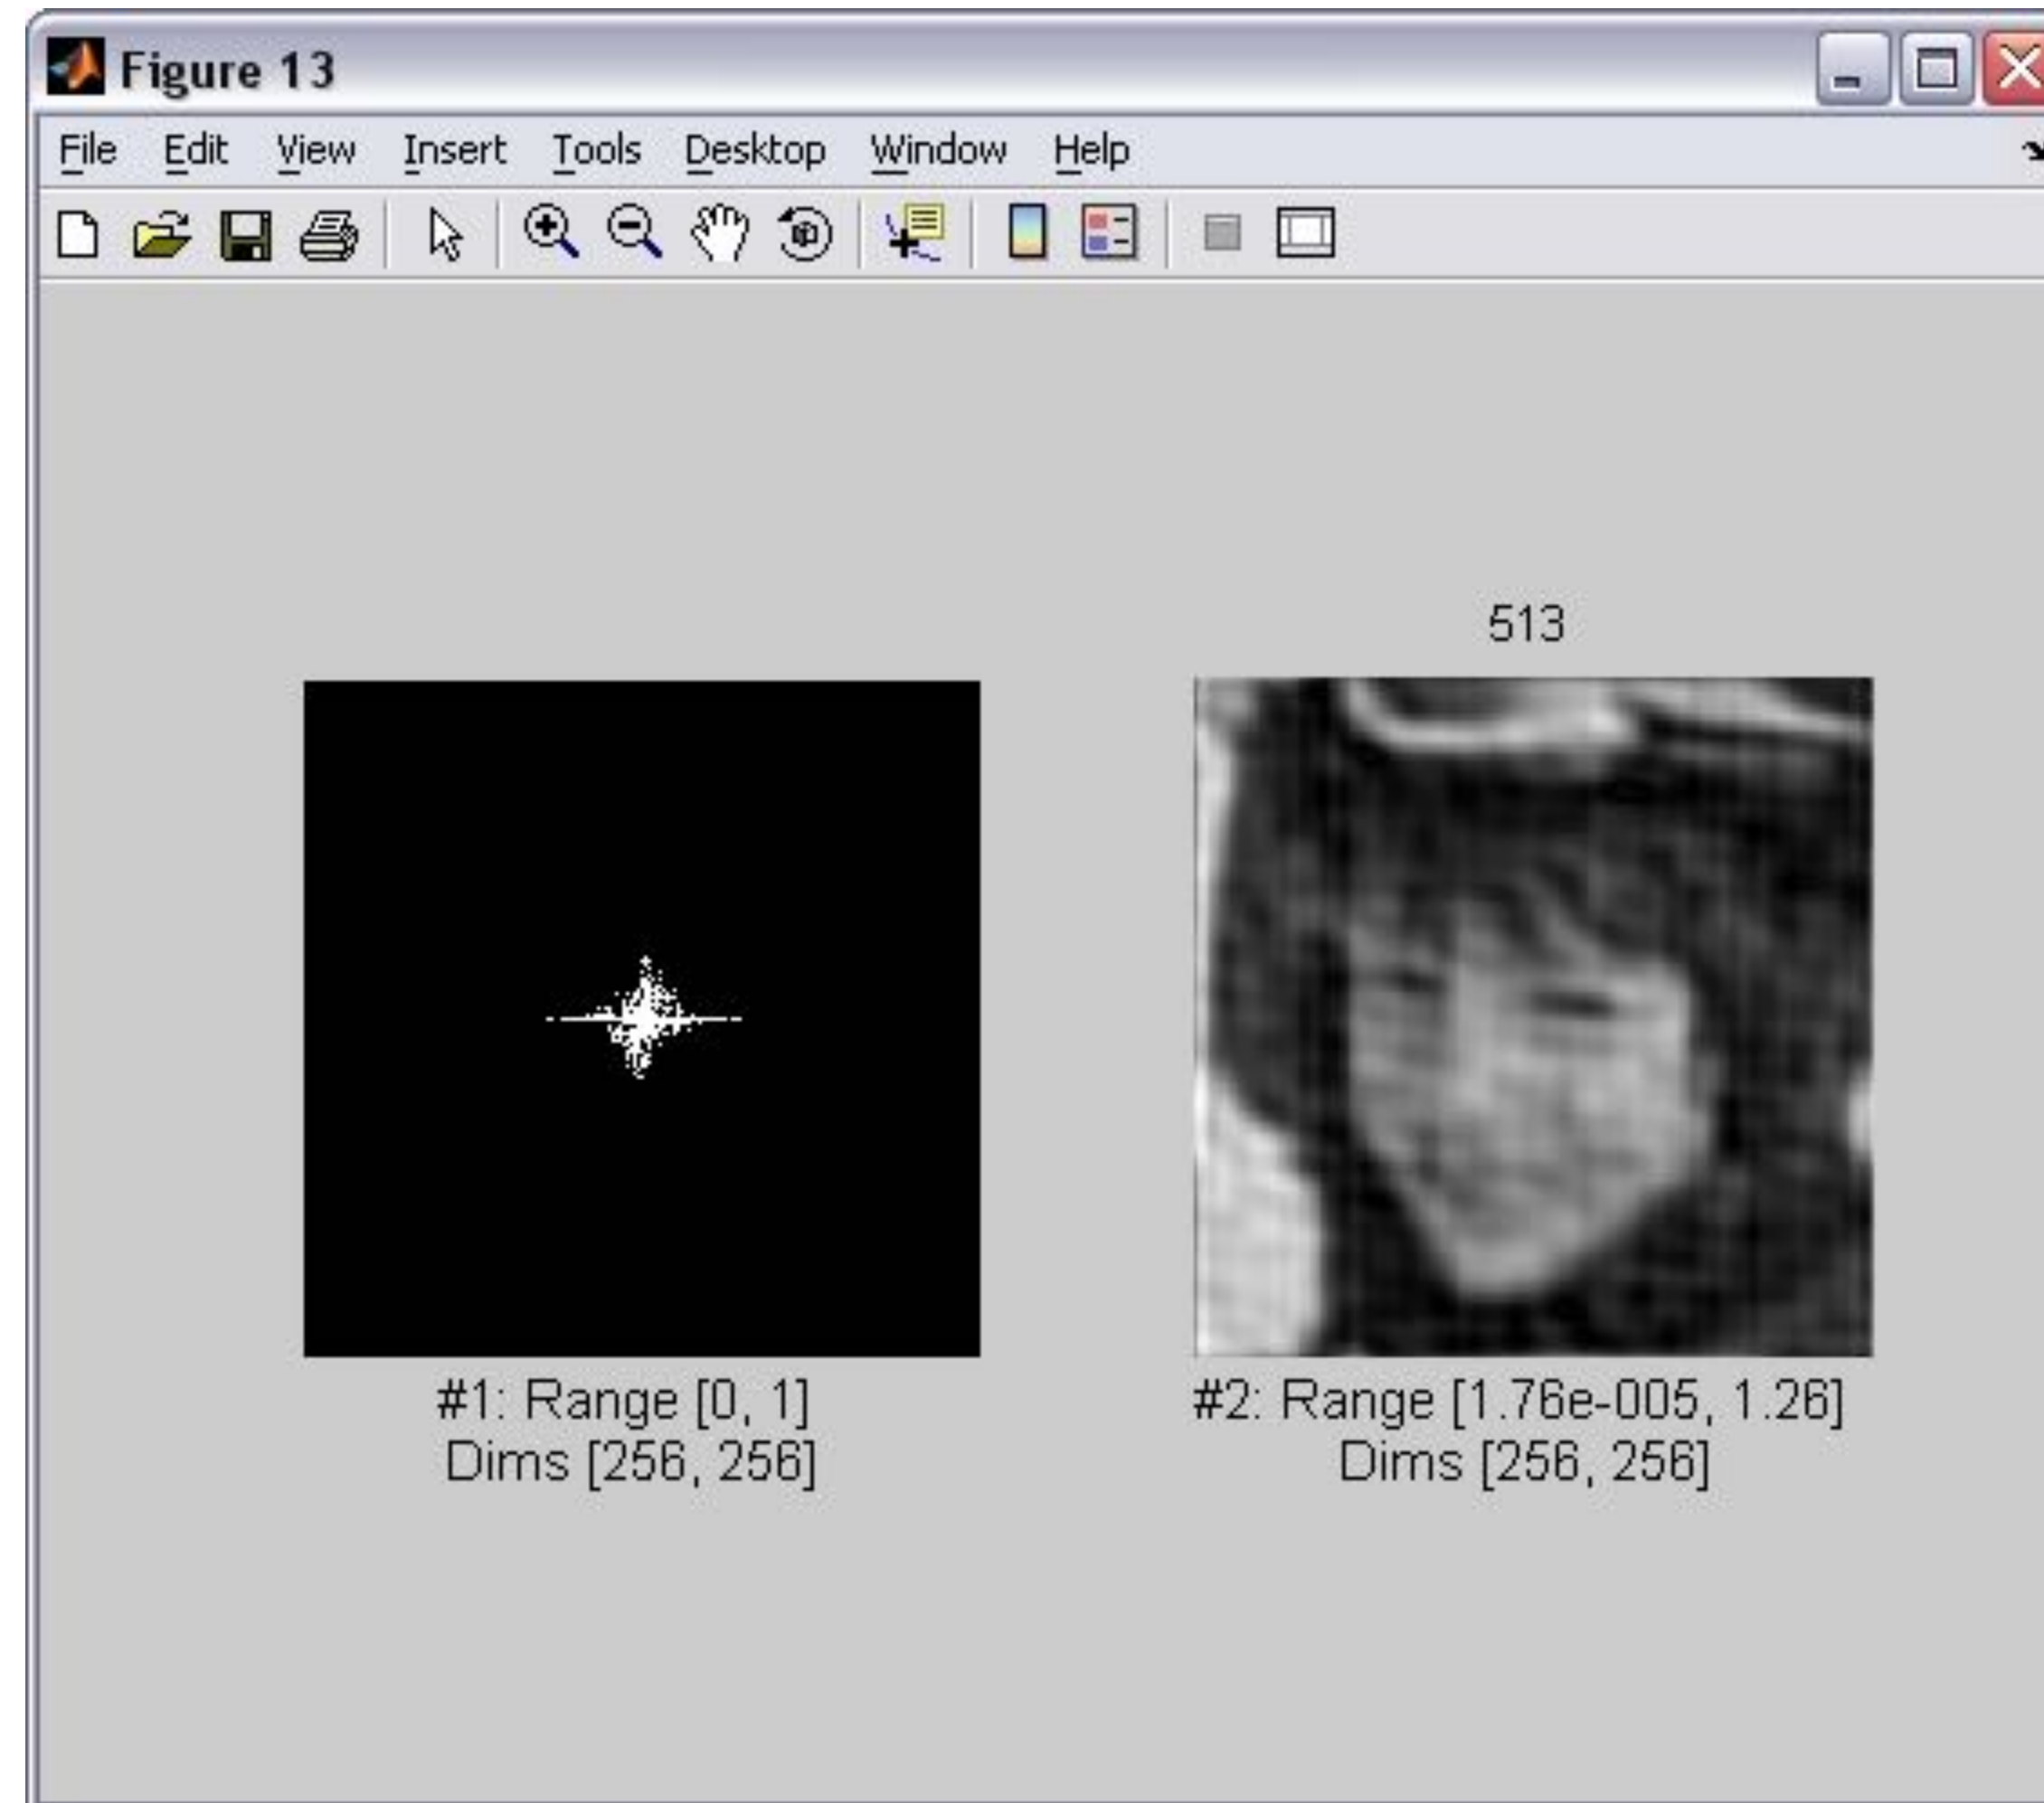 Figure 13
File Edit View Insert Tools Desktop Window Help
513
#1: Range [0, 1]
Dims [256, 256]
#2: Range [1.76e-005, 1.26]
Dims [256, 256]